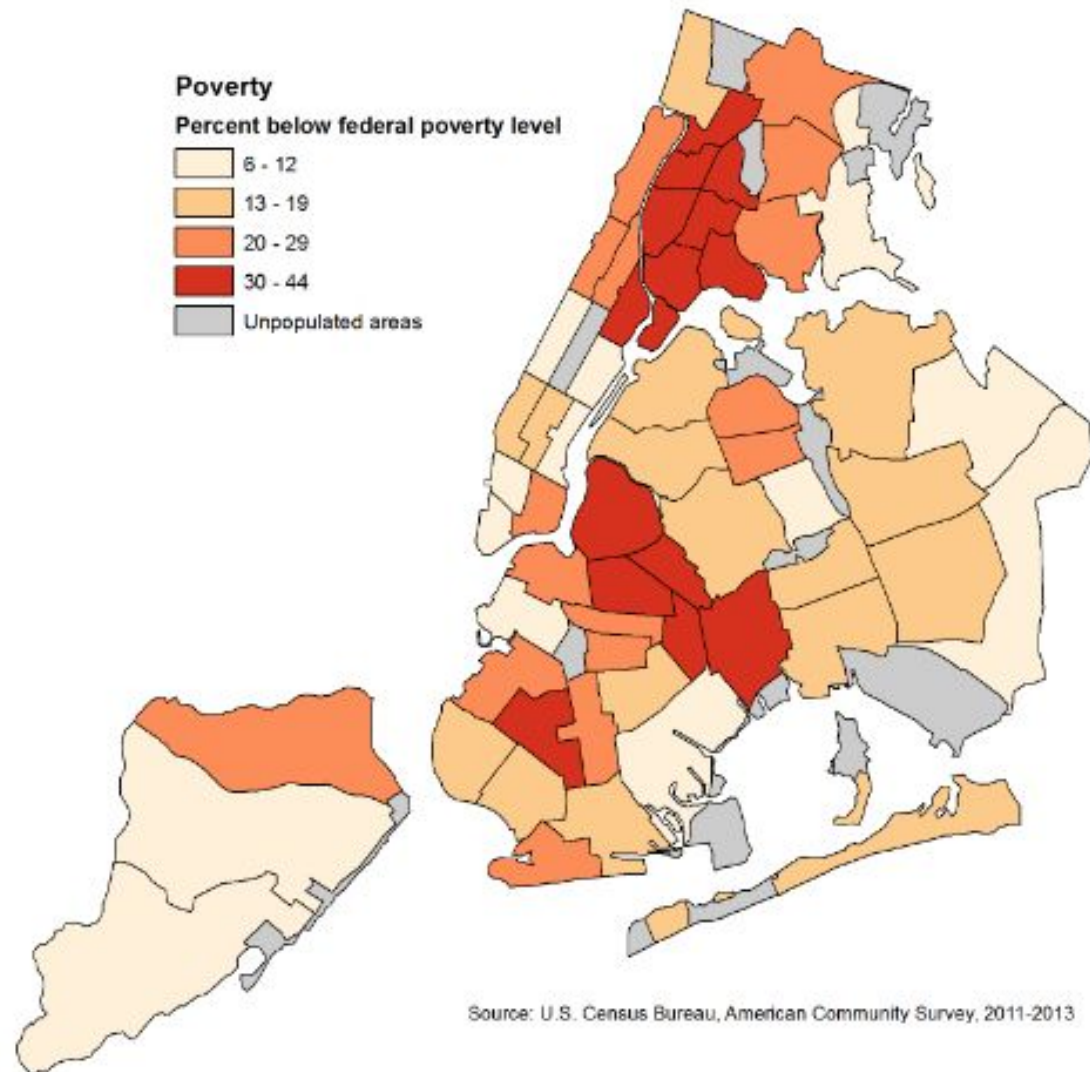 Poverty
Percent below federal poverty level
6 - 12
13 - 19
20 - 29
30 - 44
Unpopulated areas
Source: U.S. Census Bureau, American Community Survey, 2011-2013